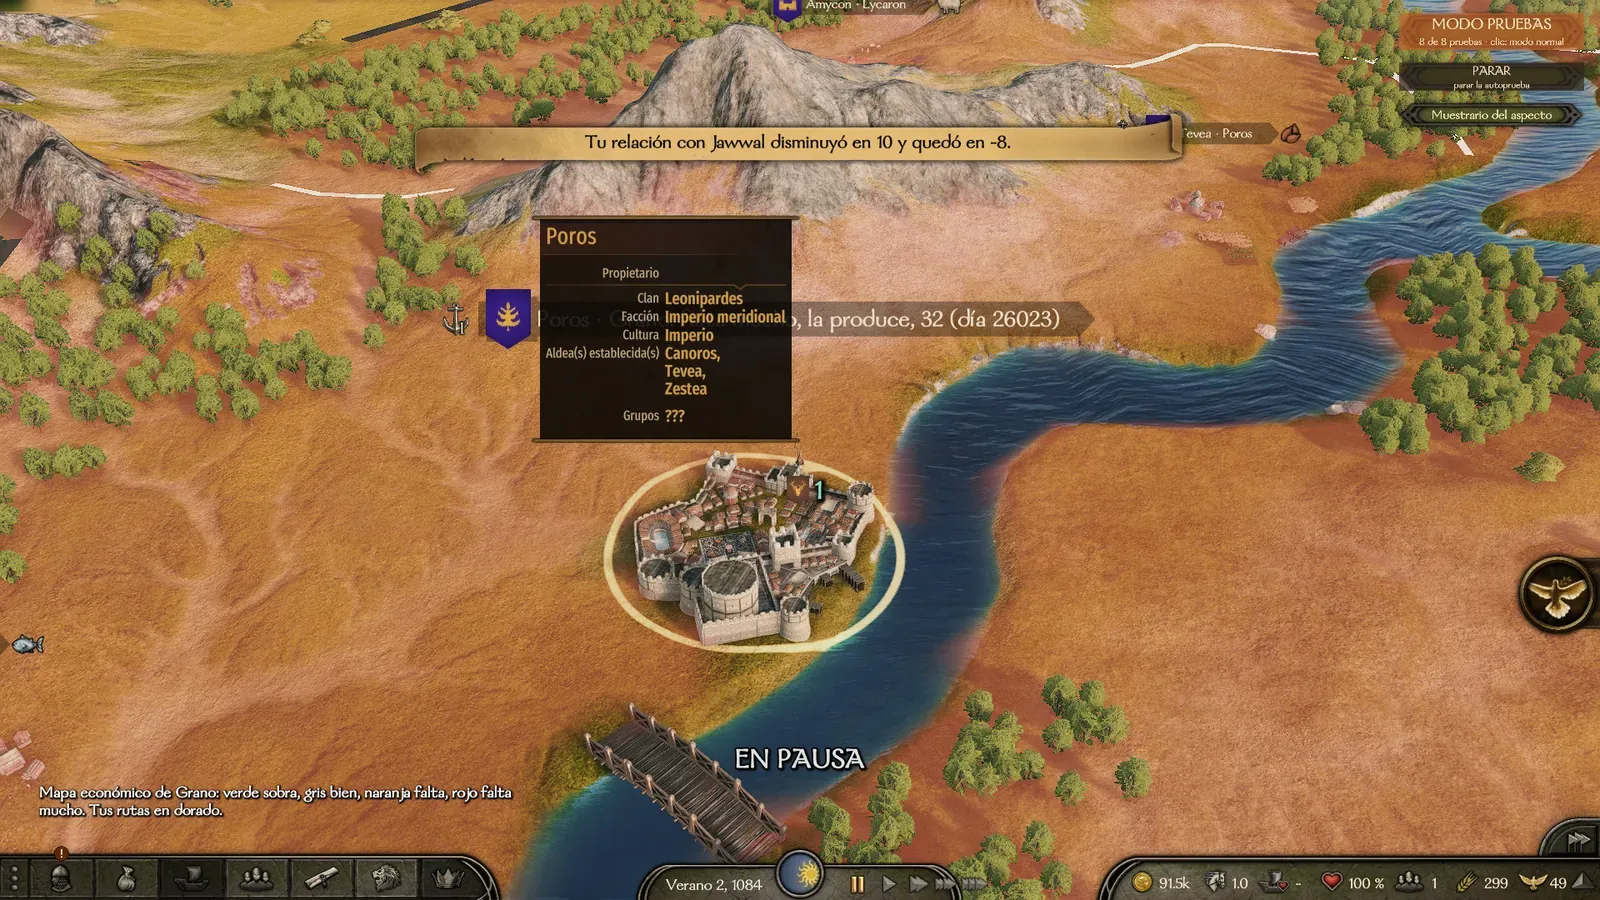 Amycon · Lycaron
MODO PRUEBAS
8 de 8 pruebas · clic: modo normal
PARAR
parar la autoprueba
Muestrario del aspecto
Tu relación con Jawwal disminuyó en 10 y quedó en -8.
Tevea · Poros
Poros
Propietario
Clan Leonipardes
Facción Imperio meridional
Cultura Imperio
Aldea(s) establecida(s) Canoros,
Tevea,
Zestea
Grupos ???
Poros · la produce, 32 (día 26023)
1
EN PAUSA
Mapa económico de Grano: verde sobra, gris bien, naranja falta, rojo falta
mucho. Tus rutas en dorado.
Verano 2, 1084
91.5k 1.0 - 100 % 1 299 49